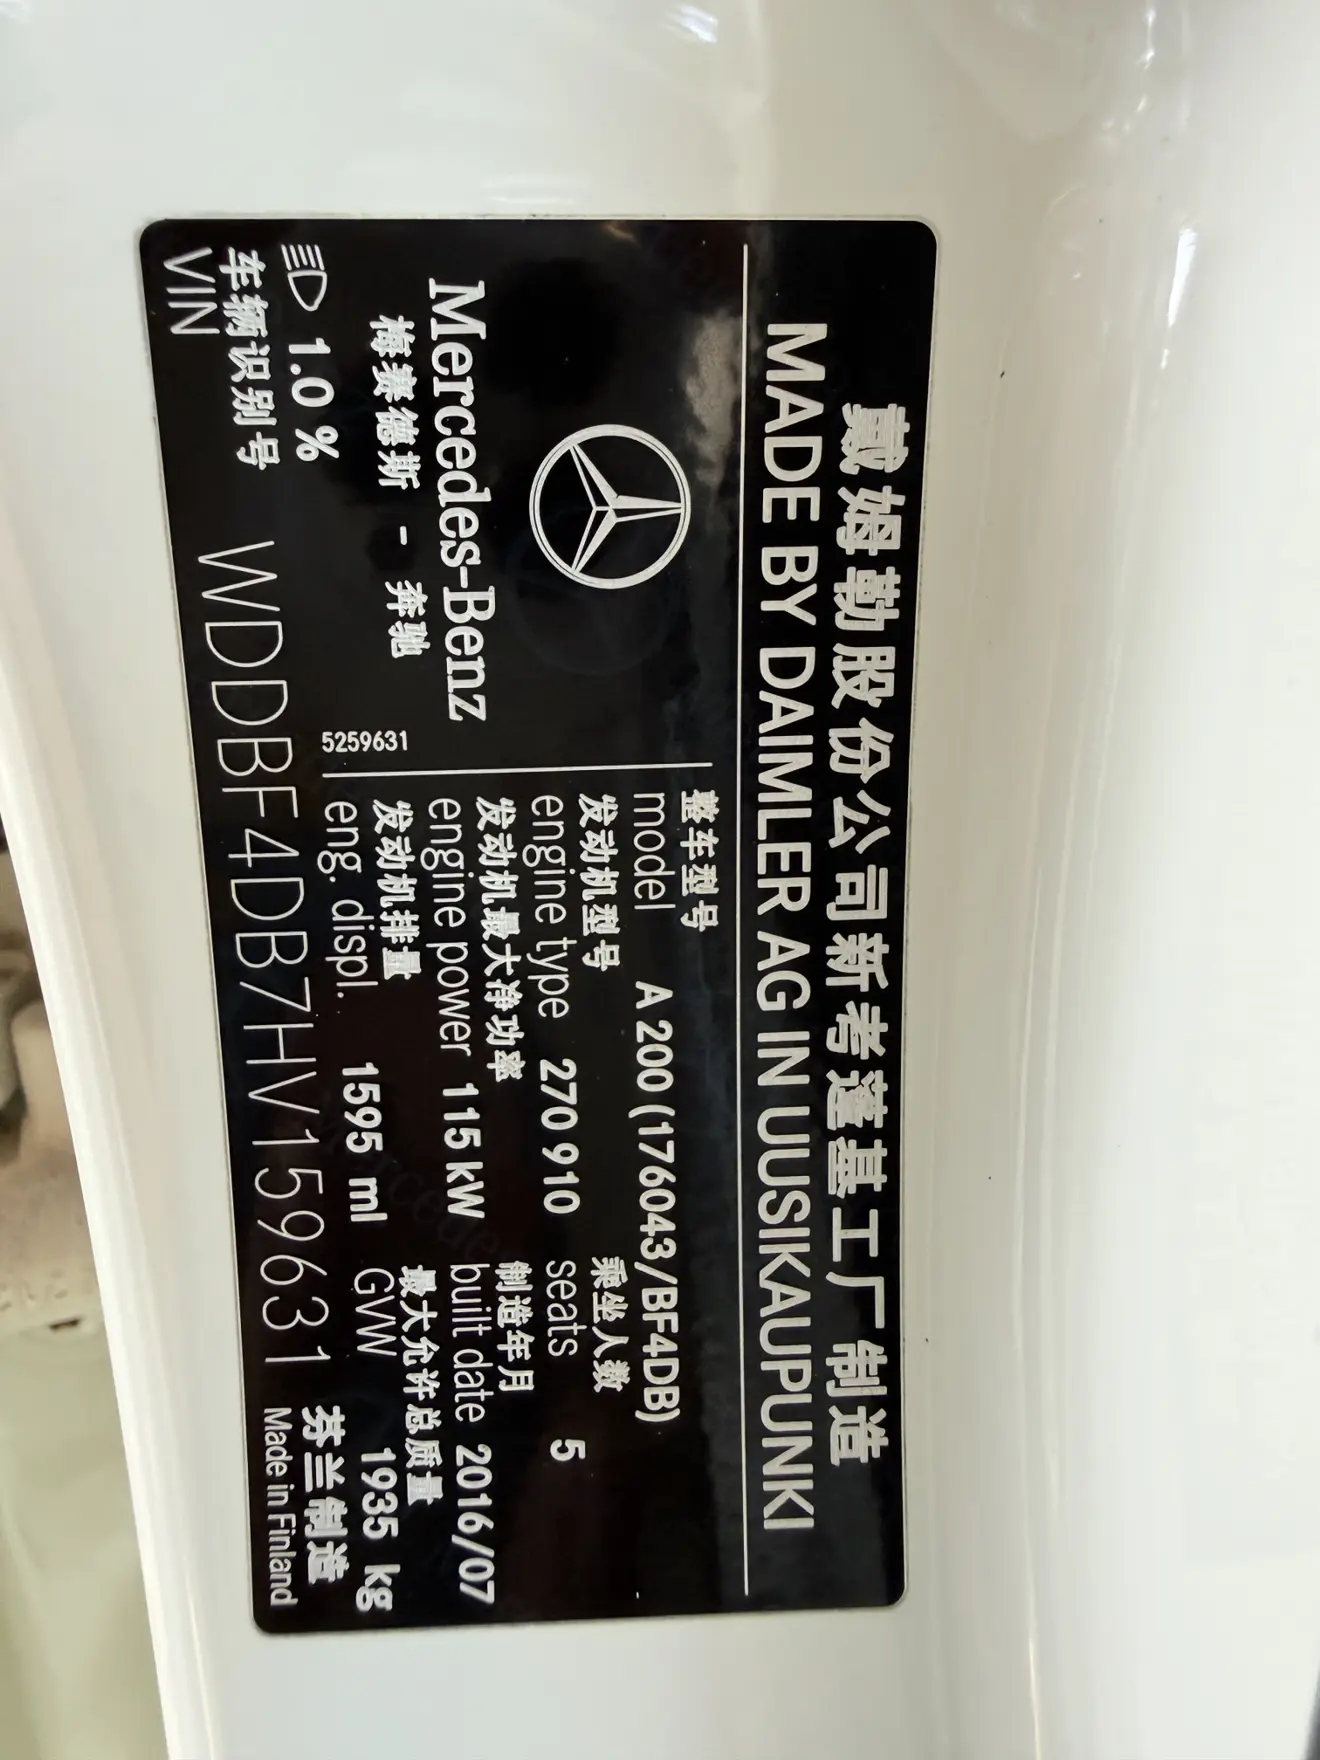 戴姆勒股份公司新考蓬基工厂制造
MADE BY DAIMLER AG IN UUSIKAUPUNKI
Mercedes-Benz
梅赛德斯 - 奔驰
5259631
1.0 %
整车型号
model A 200 (176043/BF4DB)
发动机型号 乘坐人数
engine type 270 910 seats 5
发动机最大净功率 制造年月
engine power 115 kW built date 2016/07
发动机排量 最大允许总质量
eng. displ. 1595 ml GVW 1935 kg
车辆识别号 芬兰制造
VIN WDDBF4DB7HV159631 Made in Finland